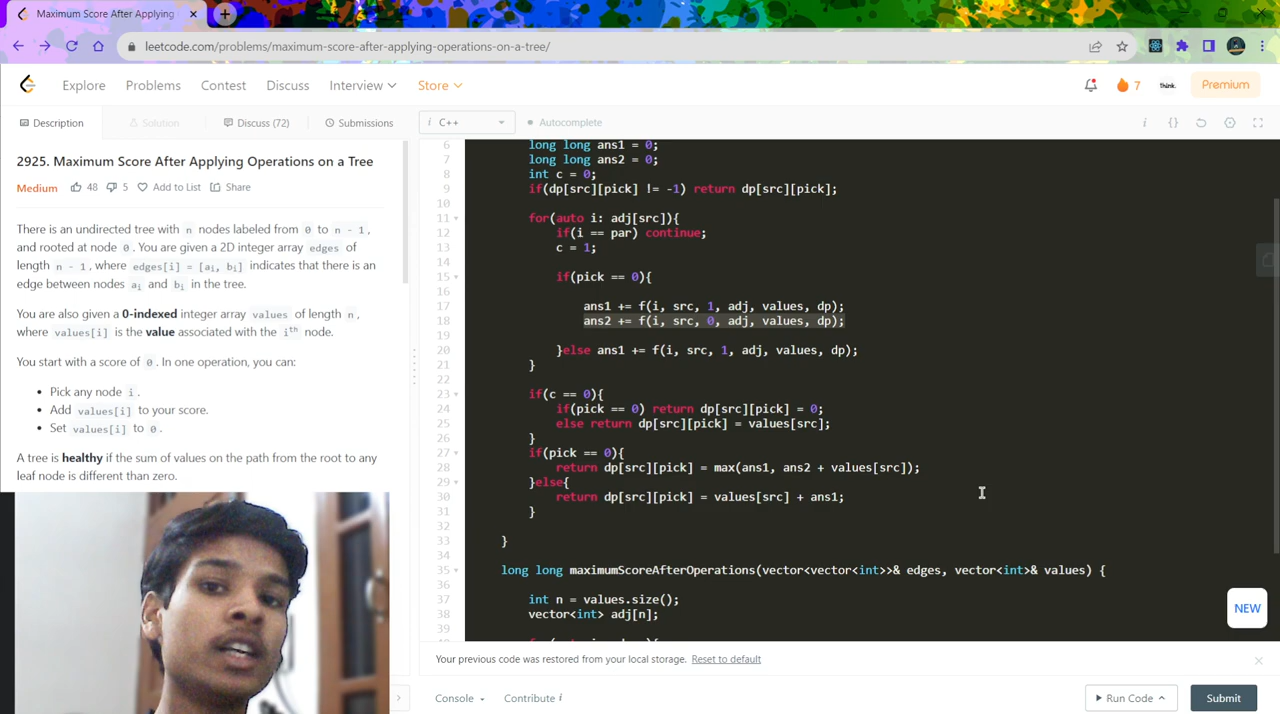 Maximum Score After Applying
leetcode.com/problems/maximum-score-after-applying-operations-on-a-tree/
Explore Problems Contest Discuss Interview Store
7 think. Premium
Description Solution Discuss (72) Submissions
i C++ Autocomplete
2925. Maximum Score After Applying Operations on a Tree
Medium 48 5 Add to List Share
There is an undirected tree with n nodes labeled from 0 to n - 1,
and rooted at node 0. You are given a 2D integer array edges of
length n - 1, where edges[i] = [ai, bi] indicates that there is an
edge between nodes ai and bi in the tree.
You are also given a 0-indexed integer array values of length n,
where values[i] is the value associated with the ith node.
You start with a score of 0. In one operation, you can:
• Pick any node i.
• Add values[i] to your score.
• Set values[i] to 0.
A tree is healthy if the sum of values on the path from the root to any
leaf node is different than zero.
6 long long ans1 = 0;
7 long long ans2 = 0;
8 int c = 0;
9 if(dp[src][pick] != -1) return dp[src][pick];
10
11 for(auto i: adj[src]){
12 if(i == par) continue;
13 c = 1;
14
15 if(pick == 0){
16
17 ans1 += f(i, src, 1, adj, values, dp);
18 ans2 += f(i, src, 0, adj, values, dp);
19
20 }else ans1 += f(i, src, 1, adj, values, dp);
21 }
22
23 if(c == 0){
24 if(pick == 0) return dp[src][pick] = 0;
25 else return dp[src][pick] = values[src];
26 }
27 if(pick == 0){
28 return dp[src][pick] = max(ans1, ans2 + values[src]);
29 }else{
30 return dp[src][pick] = values[src] + ans1;
31 }
32
33 }
34
35 long long maximumScoreAfterOperations(vector<vector<int>>& edges, vector<int>& values) {
36
37 int n = values.size();
38 vector<int> adj[n];
39
NEW
Your previous code was restored from your local storage. Reset to default
Console Contribute i
Run Code Submit